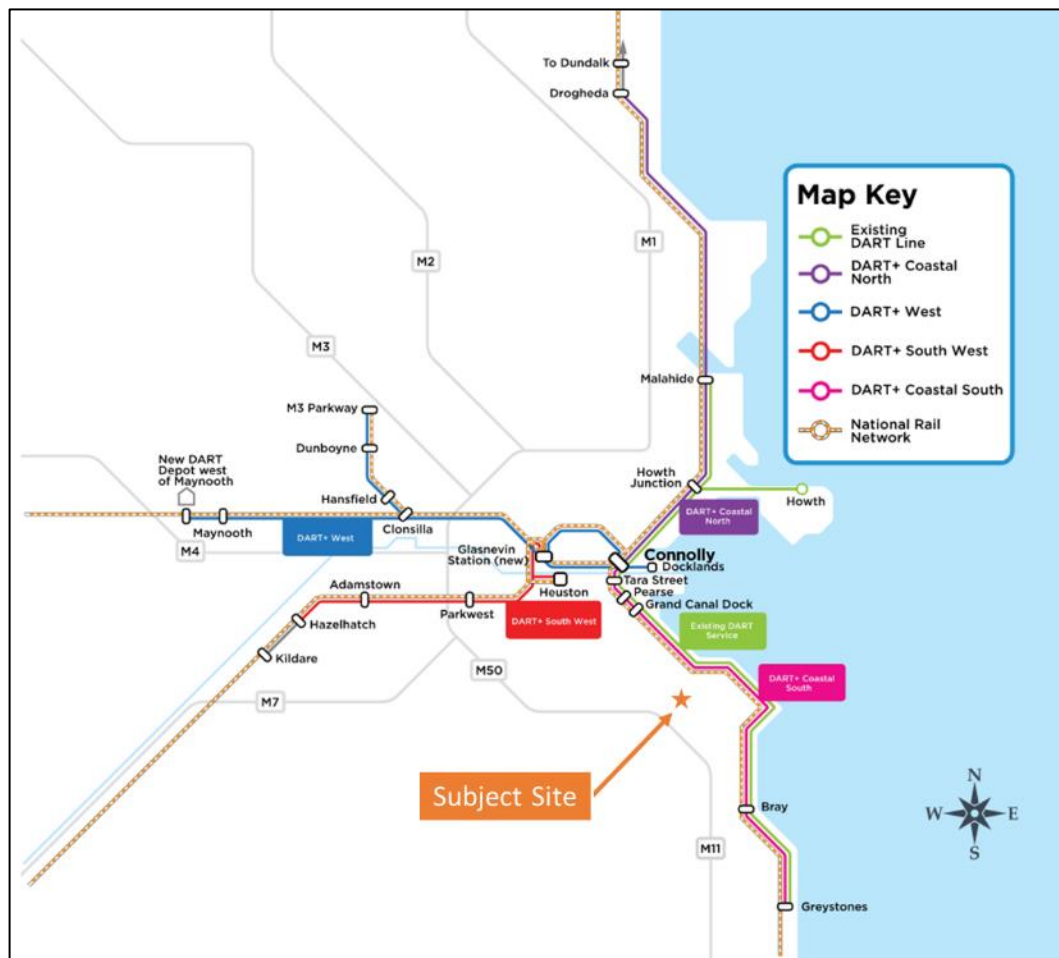 To Dundalk
Drogheda
M1
M2
M3
Map Key
Existing
DART Line
DART+ Coastal
North
DART+ West
DART+ South West
DART+ Coastal South
National Rail
Network
Malahide
M3 Parkway
Dunboyne
Hansfield
Clonsilla
New DART
Depot west
of Maynooth
Maynooth
M4
DART+ West
Howth
Junction
Howth
DART+ Coastal
North
Glasnevin
Station (new)
Connolly
Docklands
Heuston
Tara Street
Pearse
Grand Canal Dock
Adamstown
Parkwest
Hazelhatch
Kildare
DART+ South West
Existing DART
Service
DART+ Coastal
South
M50
M7
Subject Site
Bray
M11
Greystones
N
W
E
S